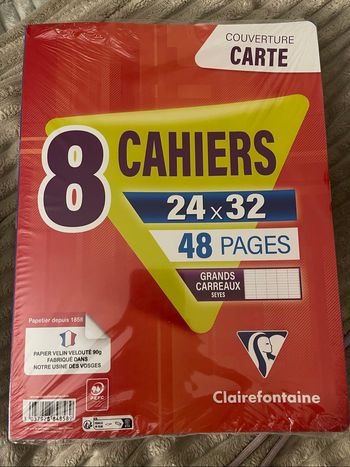 COUVERTURE
CARTE
8 CAHIERS
24 x 32
48 PAGES
GRANDS
CARREAUX
SEYES
Papetier depuis 1858
PAPIER VELIN VELOUTÉ 90g
FABRIQUÉ DANS
NOTRE USINE DES VOSGES
PEFC
Clairefontaine